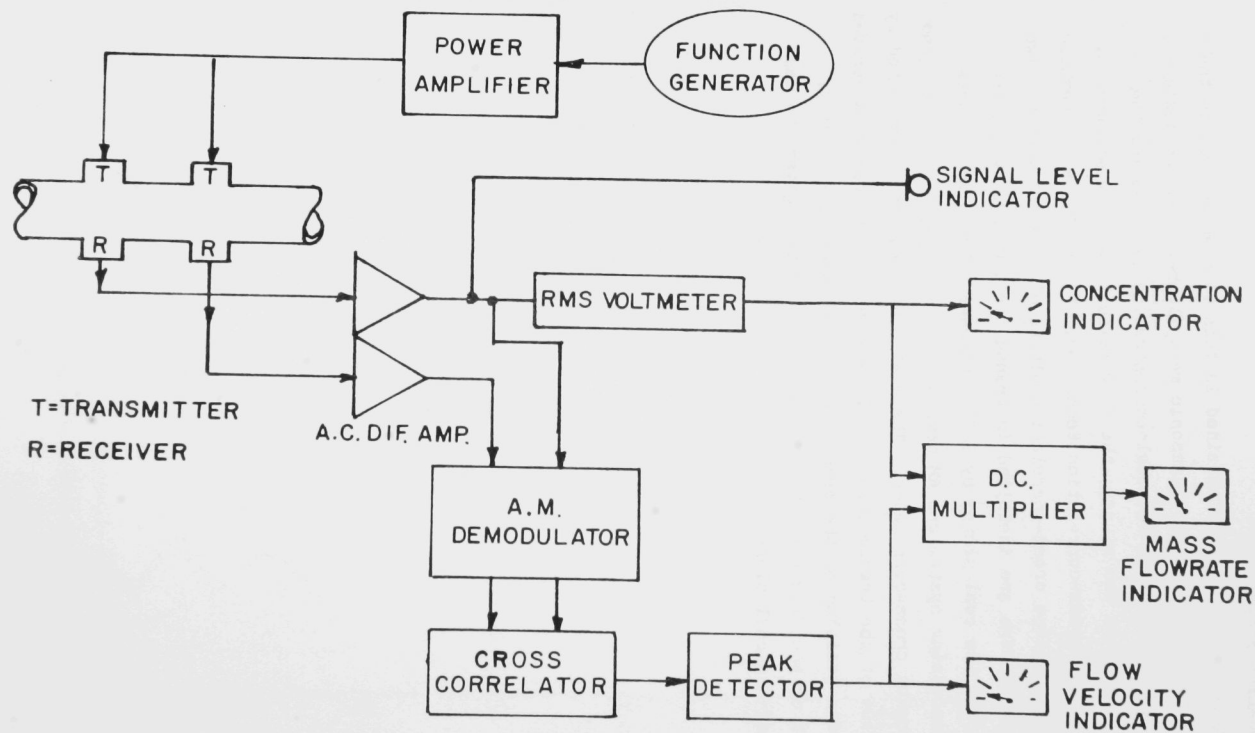 POWER
AMPLIFIER
FUNCTION
GENERATOR
T
T
R
R
SIGNAL LEVEL
INDICATOR
RMS VOLTMETER
CONCENTRATION
INDICATOR
T=TRANSMITTER
R=RECEIVER
A.C. DIF. AMP.
A.M.
DEMODULATOR
D.C.
MULTIPLIER
MASS
FLOWRATE
INDICATOR
CROSS
CORRELATOR
PEAK
DETECTOR
FLOW
VELOCITY
INDICATOR